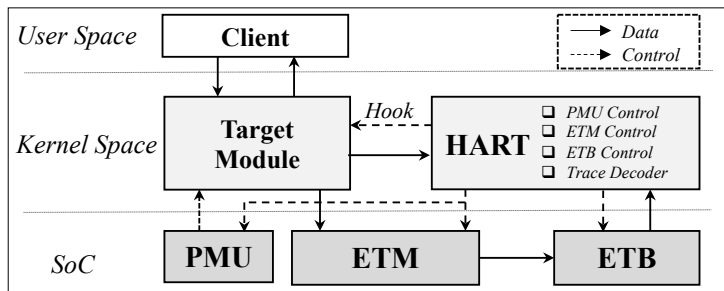 User Space
Client
Data
Control
Kernel Space
Target
Module
Hook
HART
❑ PMU Control
❑ ETM Control
❑ ETB Control
❑ Trace Decoder
SoC
PMU
ETM
ETB